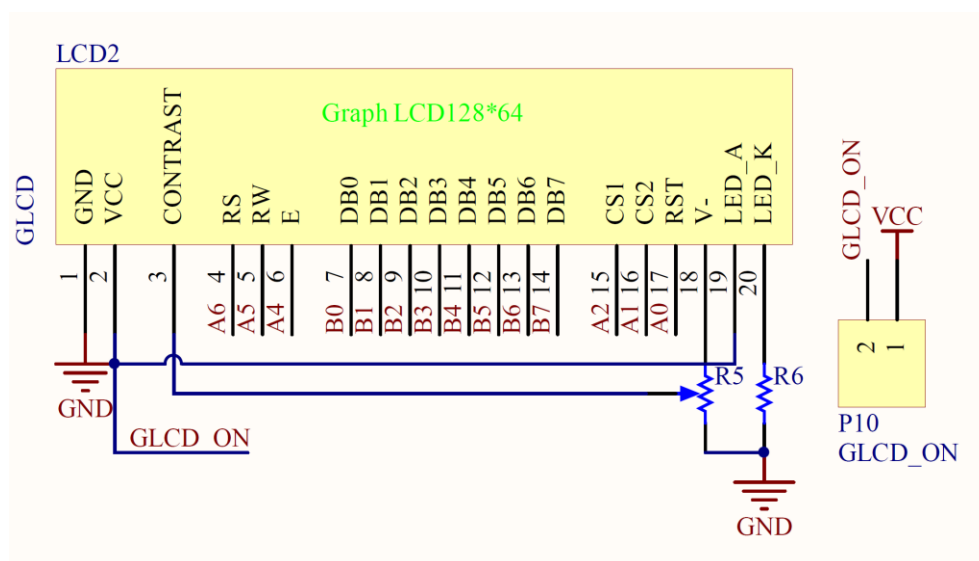 LCD2
Graph LCD128*64
GLCD
GND
VCC
CONTRAST
RS
RW
E
DB0
DB1
DB2
DB3
DB4
DB5
DB6
DB7
CS1
CS2
RST
V-
LED_A
LED_K
1
2
3
4
5
6
7
8
9
10
11
12
13
14
15
16
17
18
19
20
A6
A5
A4
B0
B1
B2
B3
B4
B5
B6
B7
A2
A1
A0
R5
R6
GND
GLCD_ON
GND
GLCD_ON
VCC
2
1
P10
GLCD_ON